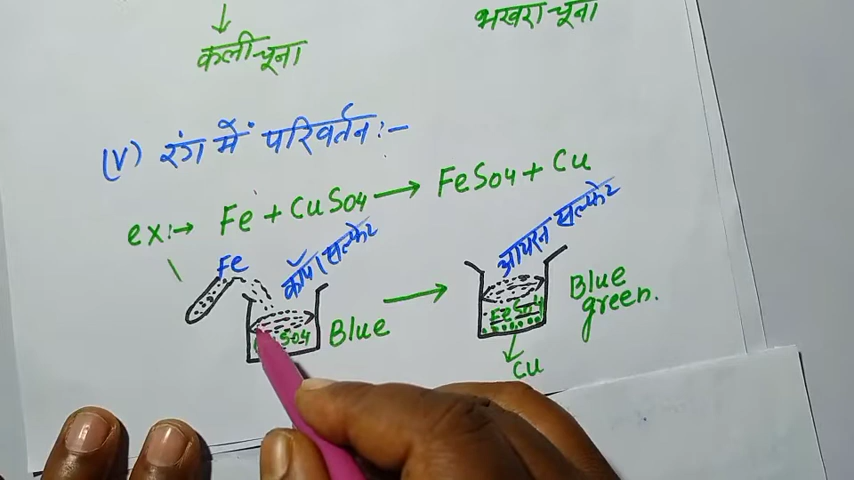 कली चूना
भखरा चूना
(V) रंग में परिवर्तन:-
ex:→ Fe + CuSO4 → FeSO4 + Cu
Fe
कॉपर सल्फेट
आयरन सल्फेट
SO4
Blue
→
FeSO4
Blue
green.
Cu